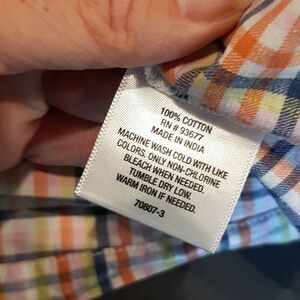 100% COTTON
RN # 93677
MADE IN INDIA
MACHINE WASH COLD WITH LIKE
COLORS. ONLY NON-CHLORINE
BLEACH WHEN NEEDED.
TUMBLE DRY LOW.
WARM IRON IF NEEDED.
70807-3